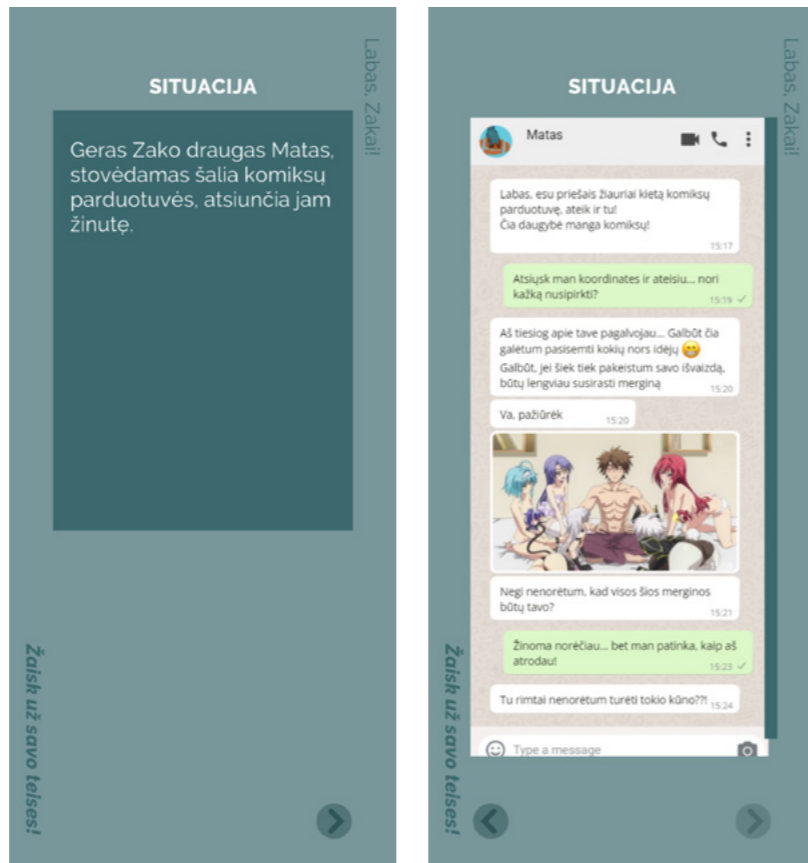 SITUACIJA
Labas, Zakai!
Geras Zako draugas Matas,
stovėdamas šalia komiksų
parduotuvės, atsiunčia jam
žinutę.
Žaisk už savo teises!
SITUACIJA
Labas, Zakai!
Matas
Labas, esu priešais žiauriai kietą komiksų
parduotuvę, ateik ir tu!
Čia daugybė manga komiksų!
15:17
Atsiųsk man koordinates ir ateisiu... nori
kažką nusipirkti?
15:19
Aš tiesiog apie tave pagalvojau... Galbūt čia
galėtum pasisemti kokių nors idėjų
Galbūt, jei šiek tiek pakeistum savo išvaizdą,
būtų lengviau susirasti merginą
15:20
Va, pažiūrėk
15:20
Negi nenorėtum, kad visos šios merginos
būtų tavo?
15:21
Žinoma norėčiau... bet man patinka, kaip aš
atrodau!
15:23
Tu rimtai nenorėtum turėti tokio kūno??!
15:24
Type a message
Žaisk už savo teises!